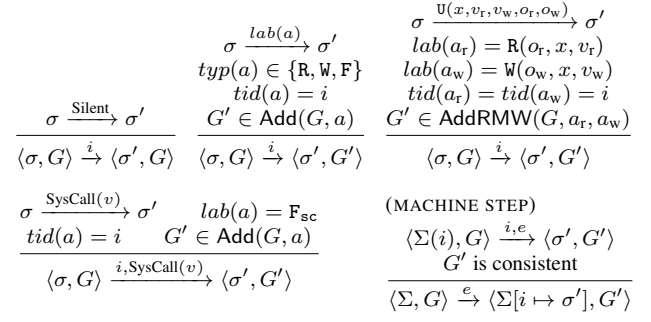 σ —Silent→ σ′
⟨σ, G⟩ —i→ ⟨σ′, G⟩
σ —lab(a)→ σ′
typ(a) ∈ {R, W, F}
tid(a) = i
G′ ∈ Add(G, a)
⟨σ, G⟩ —i→ ⟨σ′, G′⟩
σ —U(x, v_r, v_w, o_r, o_w)→ σ′
lab(a_r) = R(o_r, x, v_r)
lab(a_w) = W(o_w, x, v_w)
tid(a_r) = tid(a_w) = i
G′ ∈ AddRMW(G, a_r, a_w)
⟨σ, G⟩ —i→ ⟨σ′, G′⟩
σ —SysCall(v)→ σ′ lab(a) = F_sc
tid(a) = i G′ ∈ Add(G, a)
⟨σ, G⟩ —i,SysCall(v)→ ⟨σ′, G′⟩
(MACHINE STEP)
⟨Σ(i), G⟩ —i,e→ ⟨σ′, G′⟩
G′ is consistent
⟨Σ, G⟩ —e→ ⟨Σ[i ↦ σ′], G′⟩